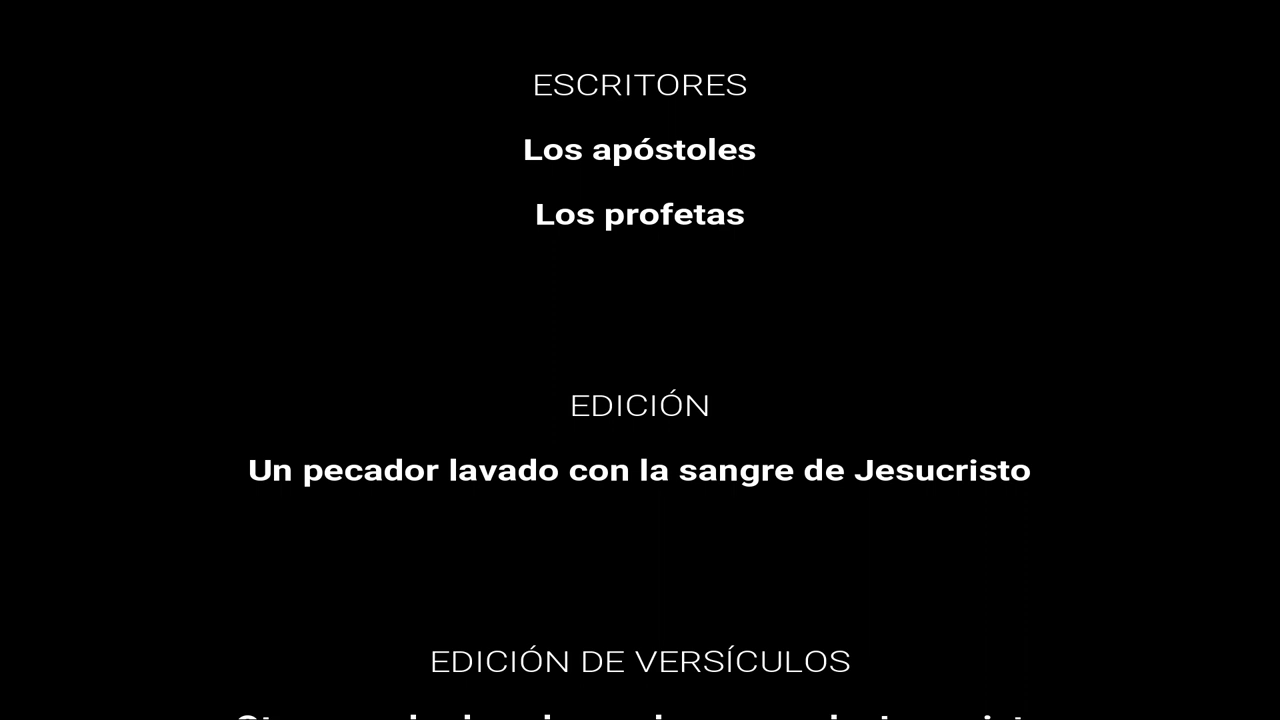 ESCRITORES
Los apóstoles
Los profetas
EDICIÓN
Un pecador lavado con la sangre de Jesucristo
EDICIÓN DE VERSÍCULOS